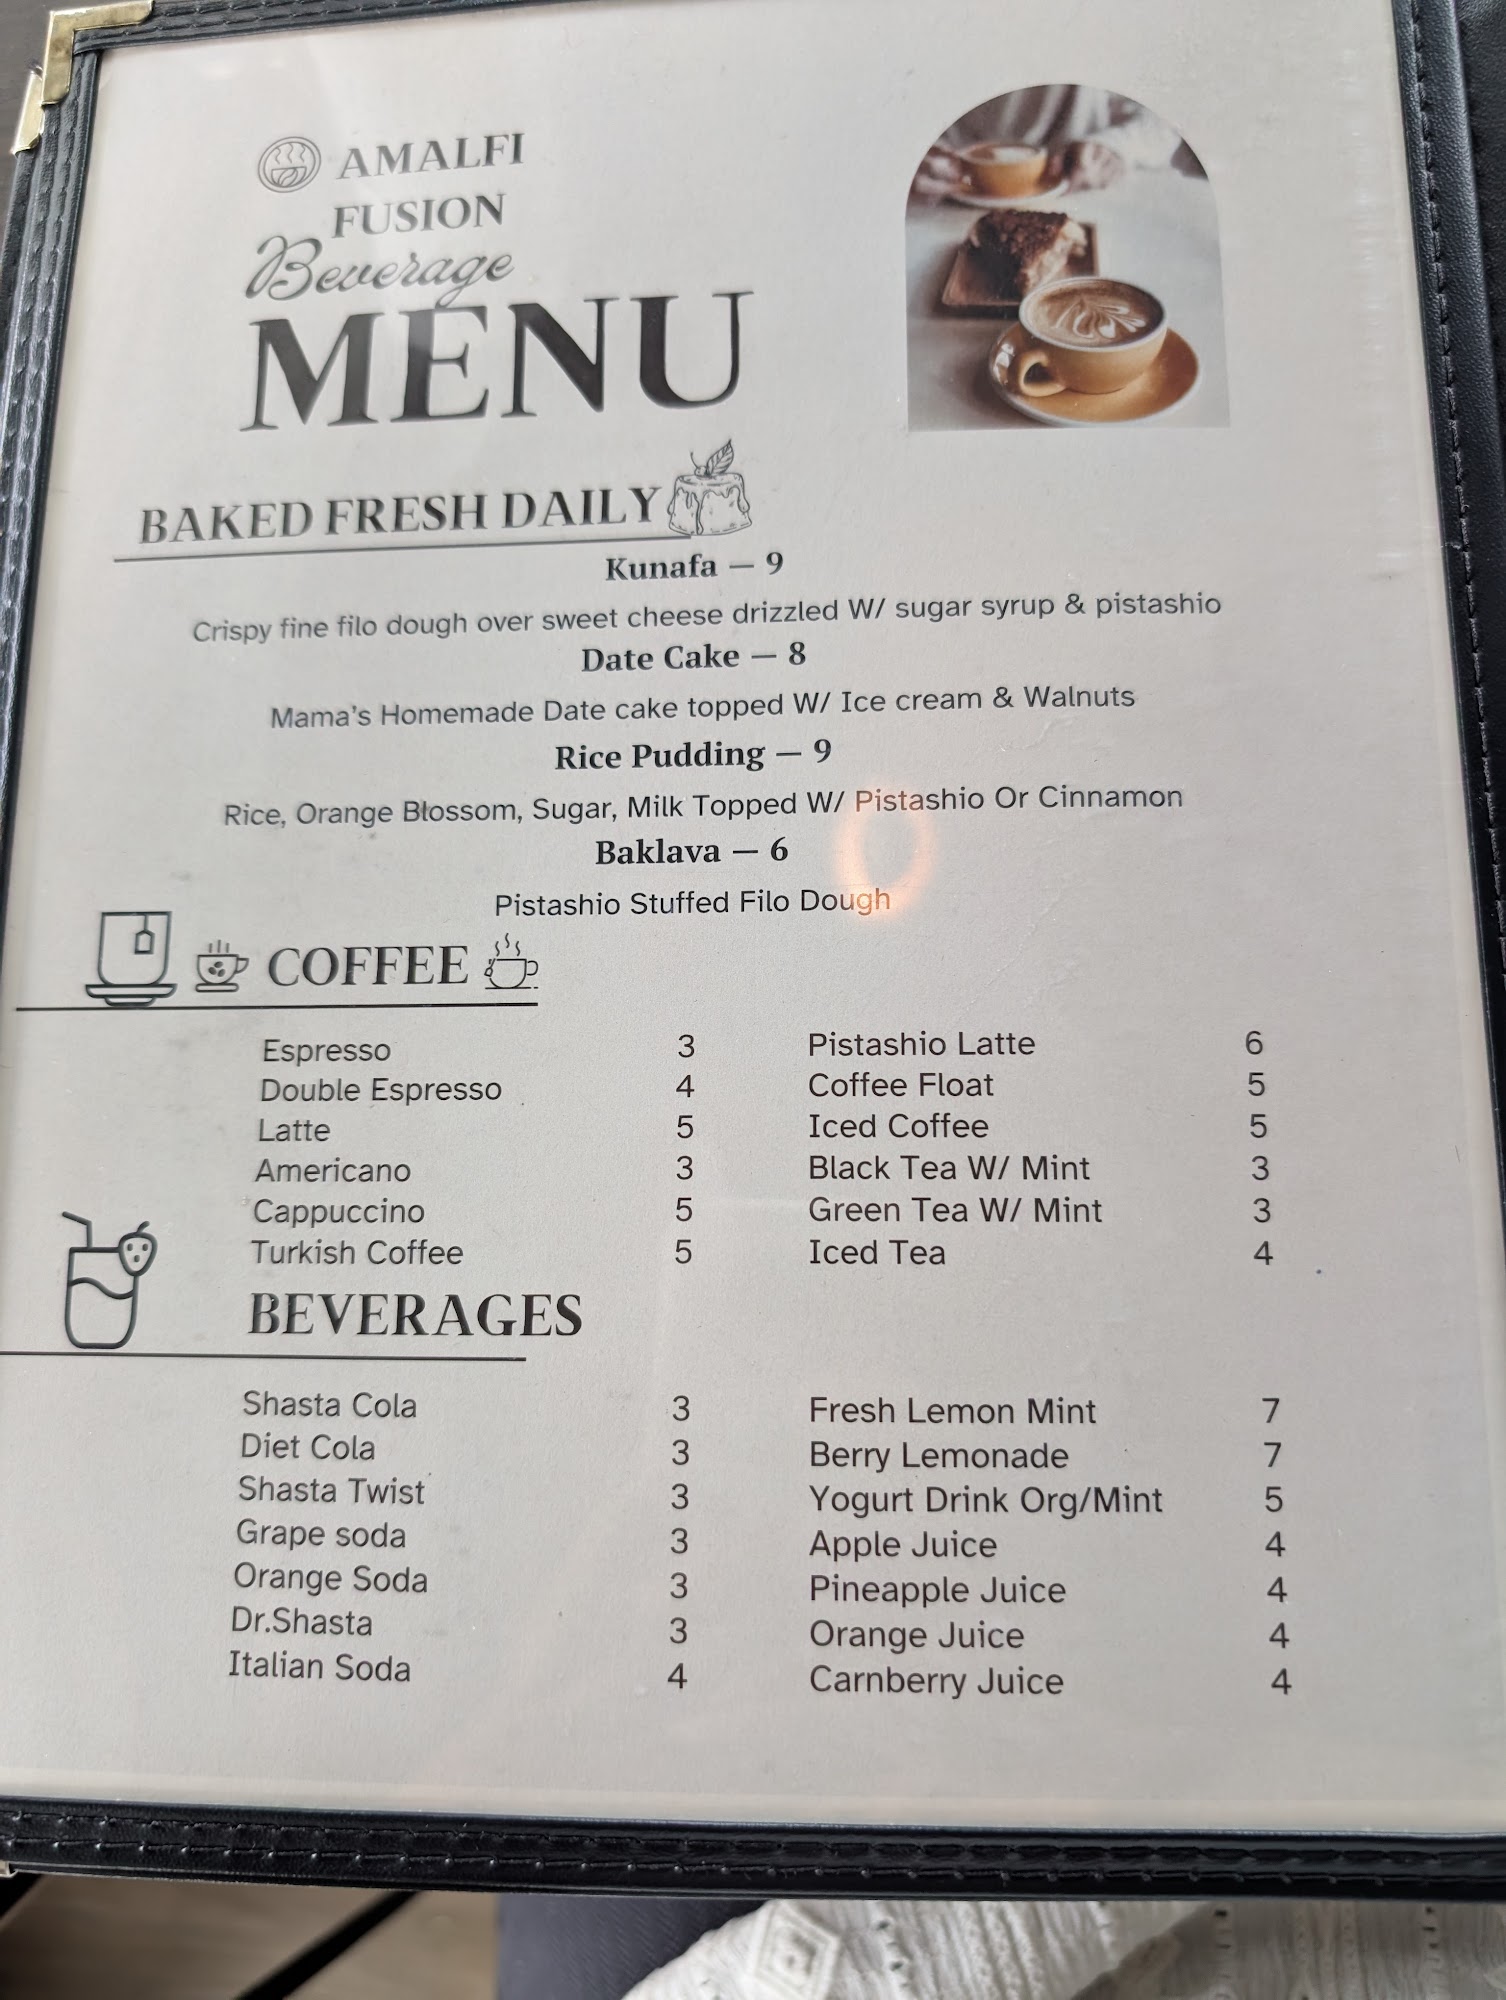 AMALFI
FUSION
Beverage
MENU
BAKED FRESH DAILY
Kunafa — 9
Crispy fine filo dough over sweet cheese drizzled W/ sugar syrup & pistashio
Date Cake — 8
Mama's Homemade Date cake topped W/ Ice cream & Walnuts
Rice Pudding — 9
Rice, Orange Blossom, Sugar, Milk Topped W/ Pistashio Or Cinnamon
Baklava — 6
Pistashio Stuffed Filo Dough
COFFEE
Espresso 3
Double Espresso 4
Latte 5
Americano 3
Cappuccino 5
Turkish Coffee 5
Pistashio Latte 6
Coffee Float 5
Iced Coffee 5
Black Tea W/ Mint 3
Green Tea W/ Mint 3
Iced Tea 4
BEVERAGES
Shasta Cola 3
Diet Cola 3
Shasta Twist 3
Grape soda 3
Orange Soda 3
Dr.Shasta 3
Italian Soda 4
Fresh Lemon Mint 7
Berry Lemonade 7
Yogurt Drink Org/Mint 5
Apple Juice 4
Pineapple Juice 4
Orange Juice 4
Carnberry Juice 4